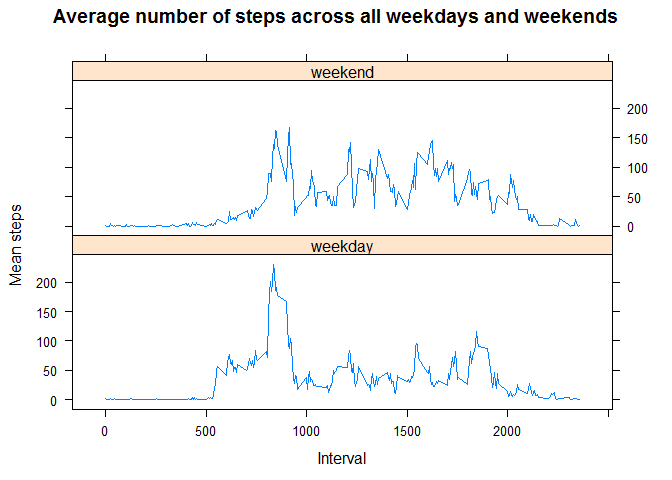 Average number of steps across all weekdays and weekends
weekend
200
150
100
50
0
Mean steps
weekday
200
150
100
50
0
0 500 1000 1500 2000
Interval